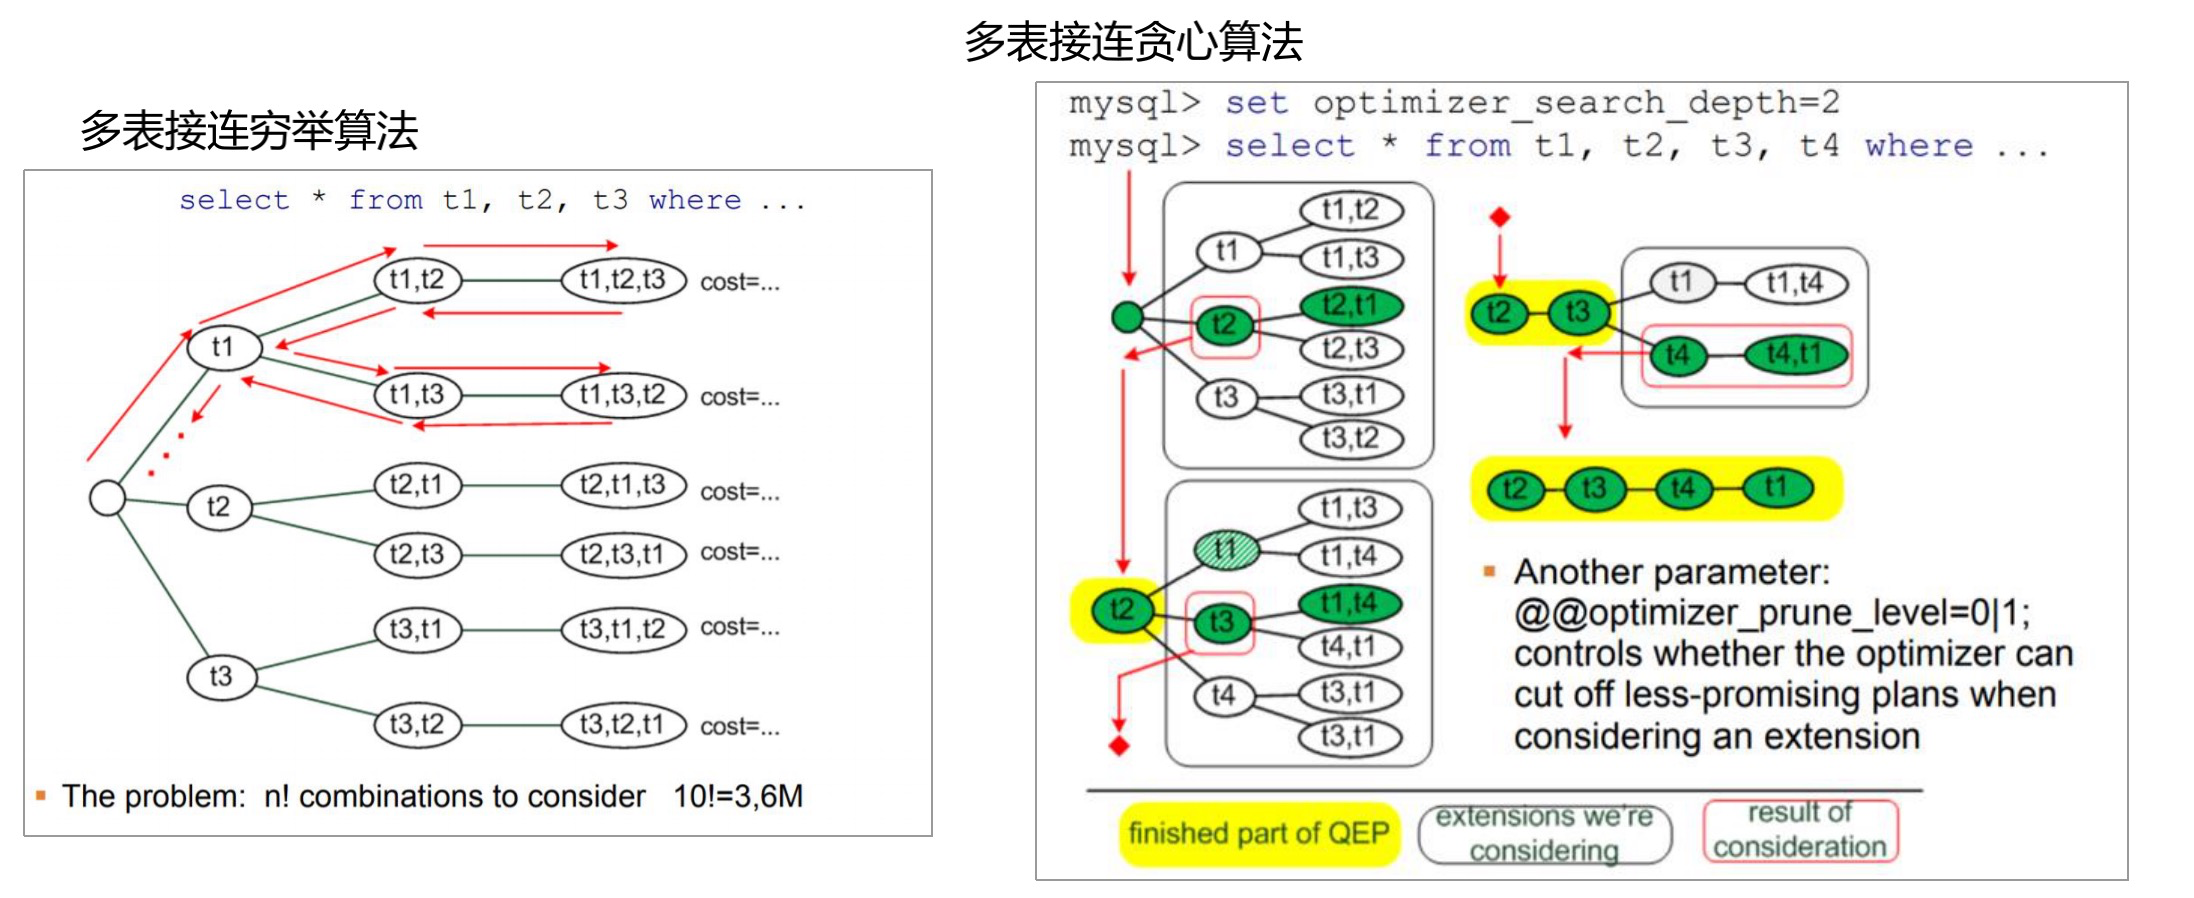 多表接连贪心算法
多表接连穷举算法
select * from t1, t2, t3 where ...
t1,t2
t1,t2,t3
cost=...
t1
t1,t3
t1,t3,t2
cost=...
t2
t2,t1
t2,t1,t3
cost=...
t2,t3
t2,t3,t1
cost=...
t3
t3,t1
t3,t1,t2
cost=...
t3,t2
t3,t2,t1
cost=...
The problem: n! combinations to consider 10!=3,6M
mysql> set optimizer_search_depth=2
mysql> select * from t1, t2, t3, t4 where ...
t1
t1,t2
t1,t3
t2
t2,t1
t2,t3
t3
t3,t1
t3,t2
t2
t1
t1,t3
t1,t4
t3
t1,t4
t4,t1
t4
t3,t1
t3,t1
t2
t3
t1
t1,t4
t4
t4,t1
t2
t3
t4
t1
Another parameter:
@@optimizer_prune_level=0|1;
controls whether the optimizer can
cut off less-promising plans when
considering an extension
finished part of QEP
extensions we're
considering
result of
consideration